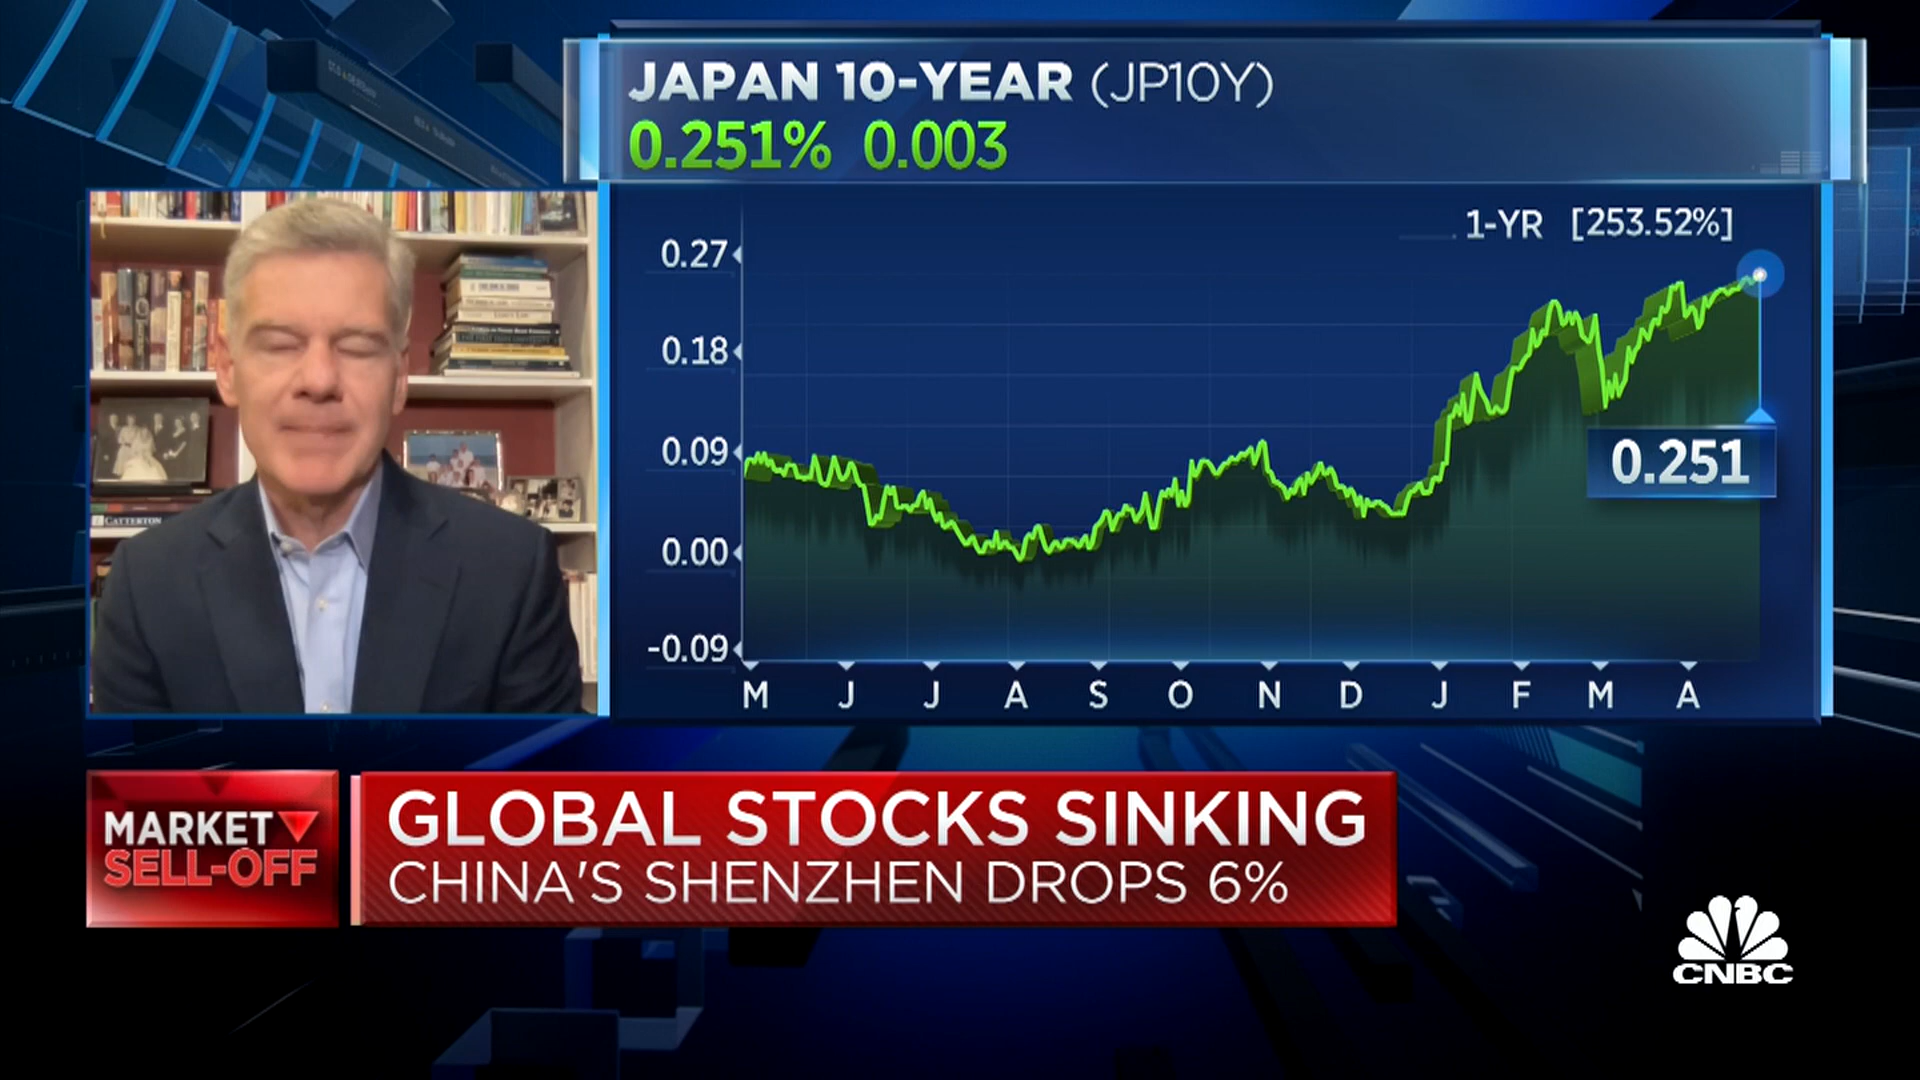 JAPAN 10-YEAR (JP10Y)
0.251% 0.003
1-YR [253.52%]
0.27
0.18
0.09
0.00
-0.09
0.251
M J J A S O N D J F M A
CATTERTON
MARKET
SELL-OFF
GLOBAL STOCKS SINKING
CHINA'S SHENZHEN DROPS 6%
CNBC